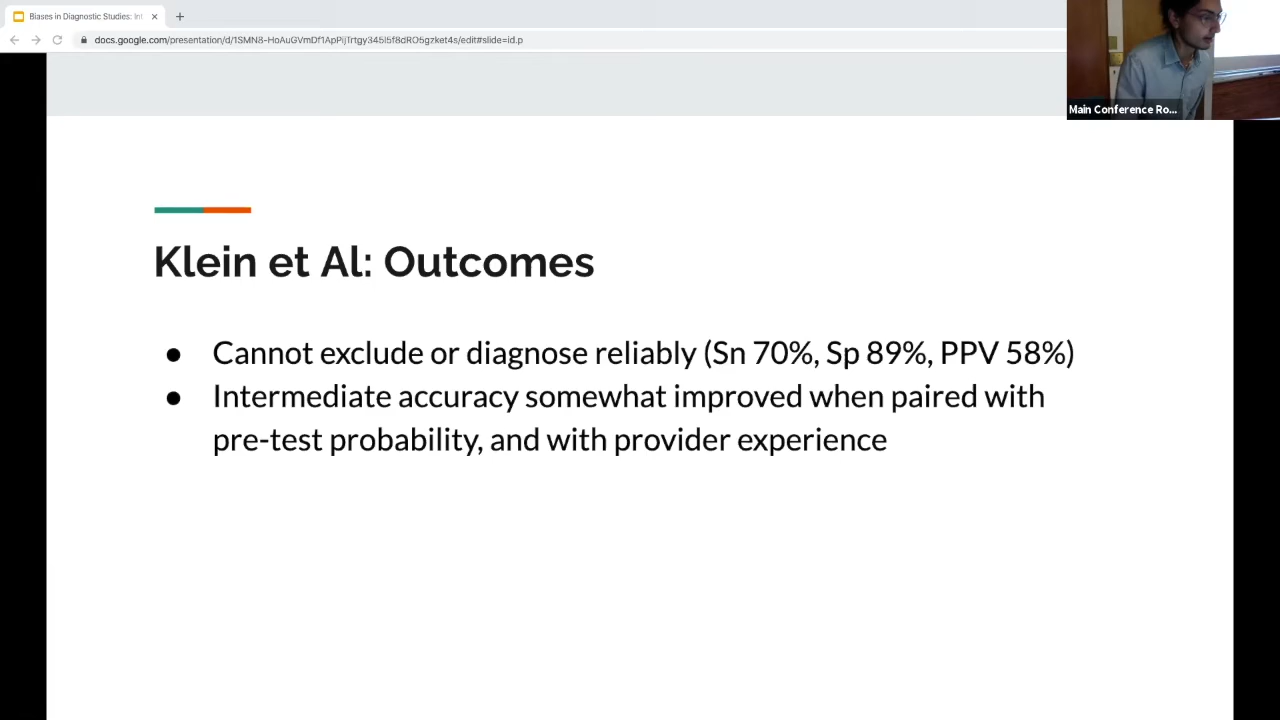 Biases in Diagnostic Studies: Int
docs.google.com/presentation/d/1SMN8-HoAuGVmDf1ApPijTrtgy345l5f8dRO5gzket4s/edit#slide=id.p
Main Conference Ro...
Klein et Al: Outcomes
● Cannot exclude or diagnose reliably (Sn 70%, Sp 89%, PPV 58%)
● Intermediate accuracy somewhat improved when paired with
pre-test probability, and with provider experience